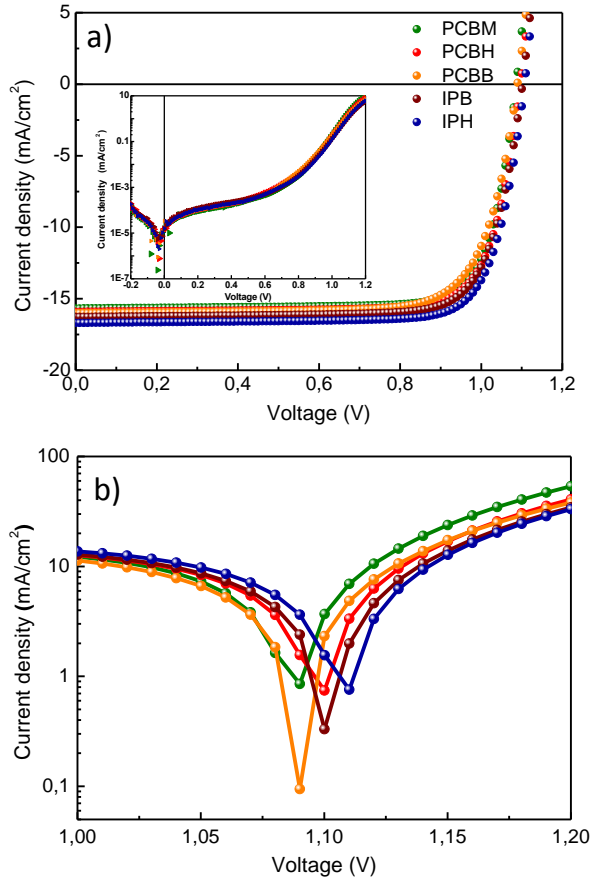 a)
5
0
-5
-10
-15
-20
Current density (mA/cm²)
PCBM
PCBH
PCBB
IPB
IPH
10
0.1
1E-3
1E-5
1E-7
Current density (mA/cm²)
-0.2 0.0 0.2 0.4 0.6 0.8 1.0 1.2
Voltage (V)
0,0 0,2 0,4 0,6 0,8 1,0 1,2
Voltage (V)
b)
100
10
1
0,1
Current density (mA/cm²)
1,00 1,05 1,10 1,15 1,20
Voltage (V)